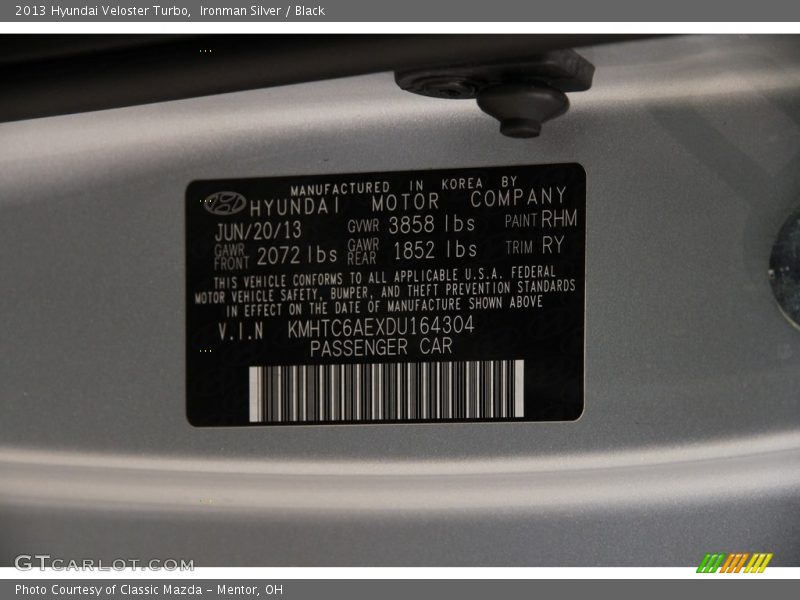 2013 Hyundai Veloster Turbo, Ironman Silver / Black
MANUFACTURED IN KOREA BY
HYUNDAI MOTOR COMPANY
JUN/20/13 GVWR 3858 lbs PAINT RHM
GAWR FRONT 2072 lbs GAWR REAR 1852 lbs TRIM RY
THIS VEHICLE CONFORMS TO ALL APPLICABLE U.S.A. FEDERAL
MOTOR VEHICLE SAFETY, BUMPER, AND THEFT PREVENTION STANDARDS
IN EFFECT ON THE DATE OF MANUFACTURE SHOWN ABOVE
V.I.N KMHTC6AEXDU164304
PASSENGER CAR
GTCARLOT.COM
Photo Courtesy of Classic Mazda - Mentor, OH